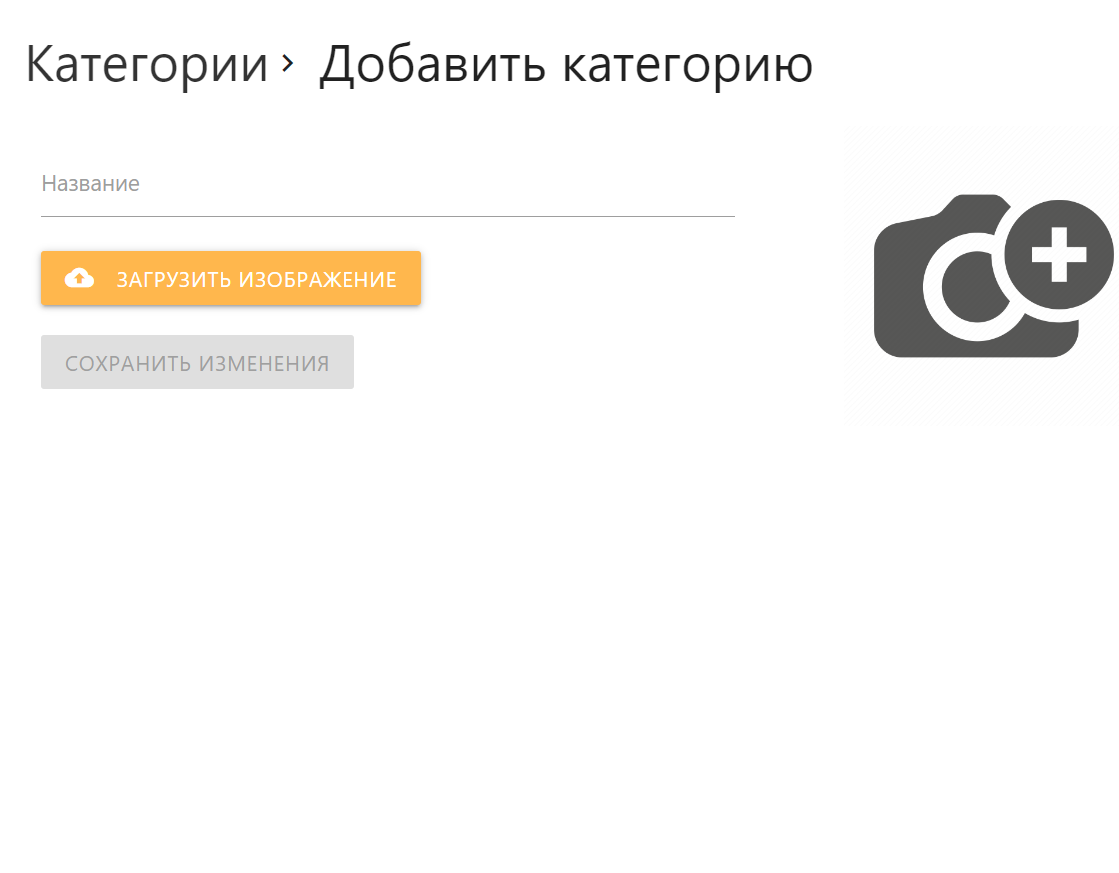 Категории › Добавить категорию
Название
ЗАГРУЗИТЬ ИЗОБРАЖЕНИЕ
СОХРАНИТЬ ИЗМЕНЕНИЯ